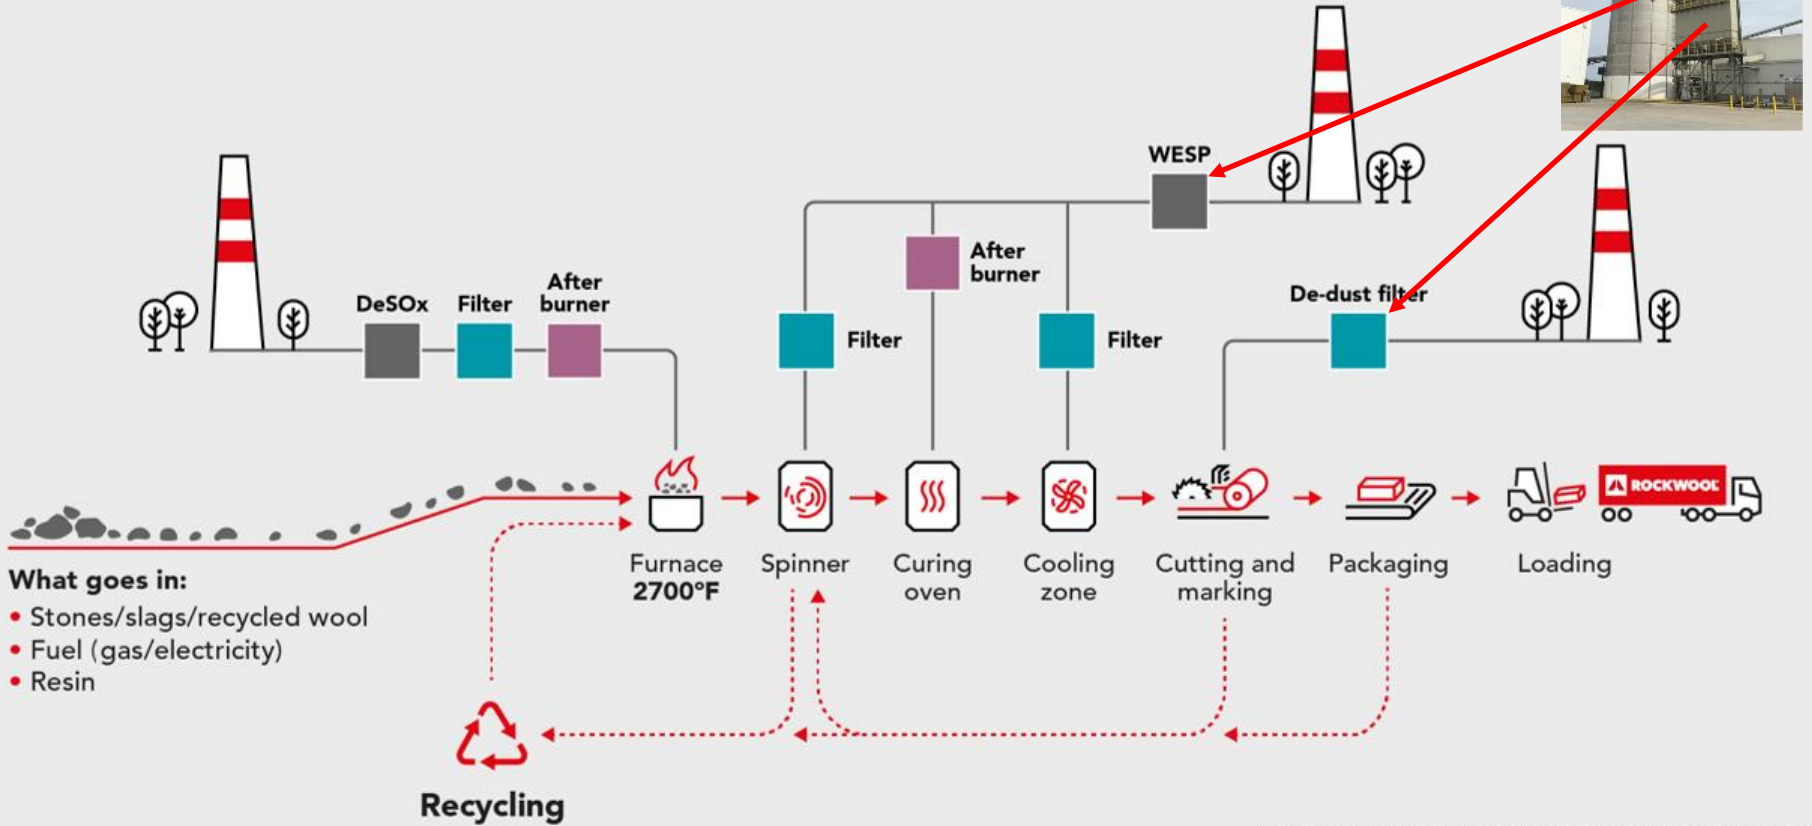 WESP
After
burner
De-dust filter
After
burner
DeSOx
Filter
Filter
Filter
ROCKWOOL
Furnace
2700°F
Spinner
Curing
oven
Cooling
zone
Cutting and
marking
Packaging
Loading
What goes in:
• Stones/slags/recycled wool
• Fuel (gas/electricity)
• Resin
Recycling